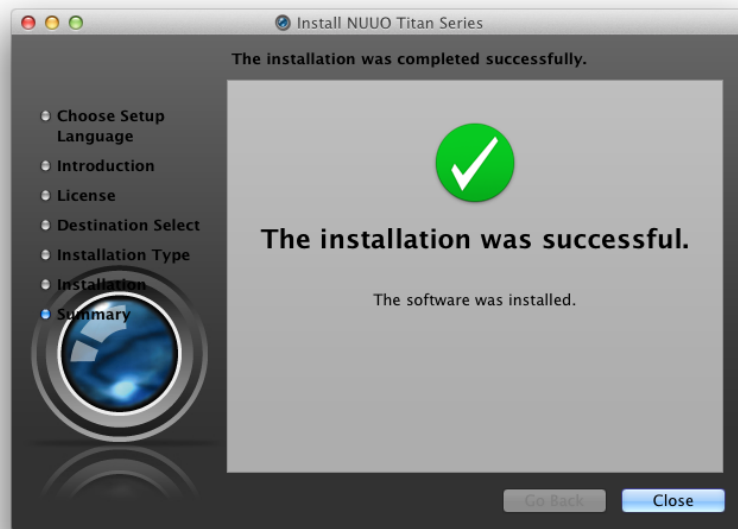 Install NUUO Titan Series
The installation was completed successfully.
Choose Setup
Language
Introduction
License
Destination Select
Installation Type
Installation
Summary
The installation was successful.
The software was installed.
Go Back
Close